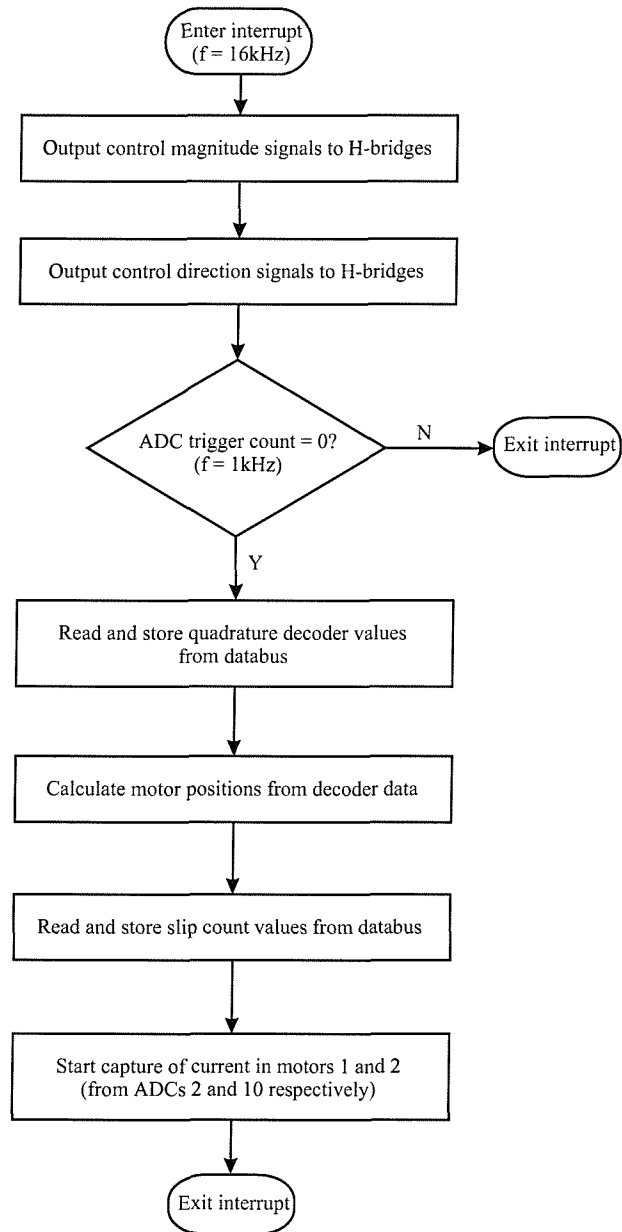 Enter interrupt
(f = 16kHz)
Output control magnitude signals to H-bridges
Output control direction signals to H-bridges
ADC trigger count = 0?
(f = 1kHz)
N
Exit interrupt
Y
Read and store quadrature decoder values
from databus
Calculate motor positions from decoder data
Read and store slip count values from databus
Start capture of current in motors 1 and 2
(from ADCs 2 and 10 respectively)
Exit interrupt